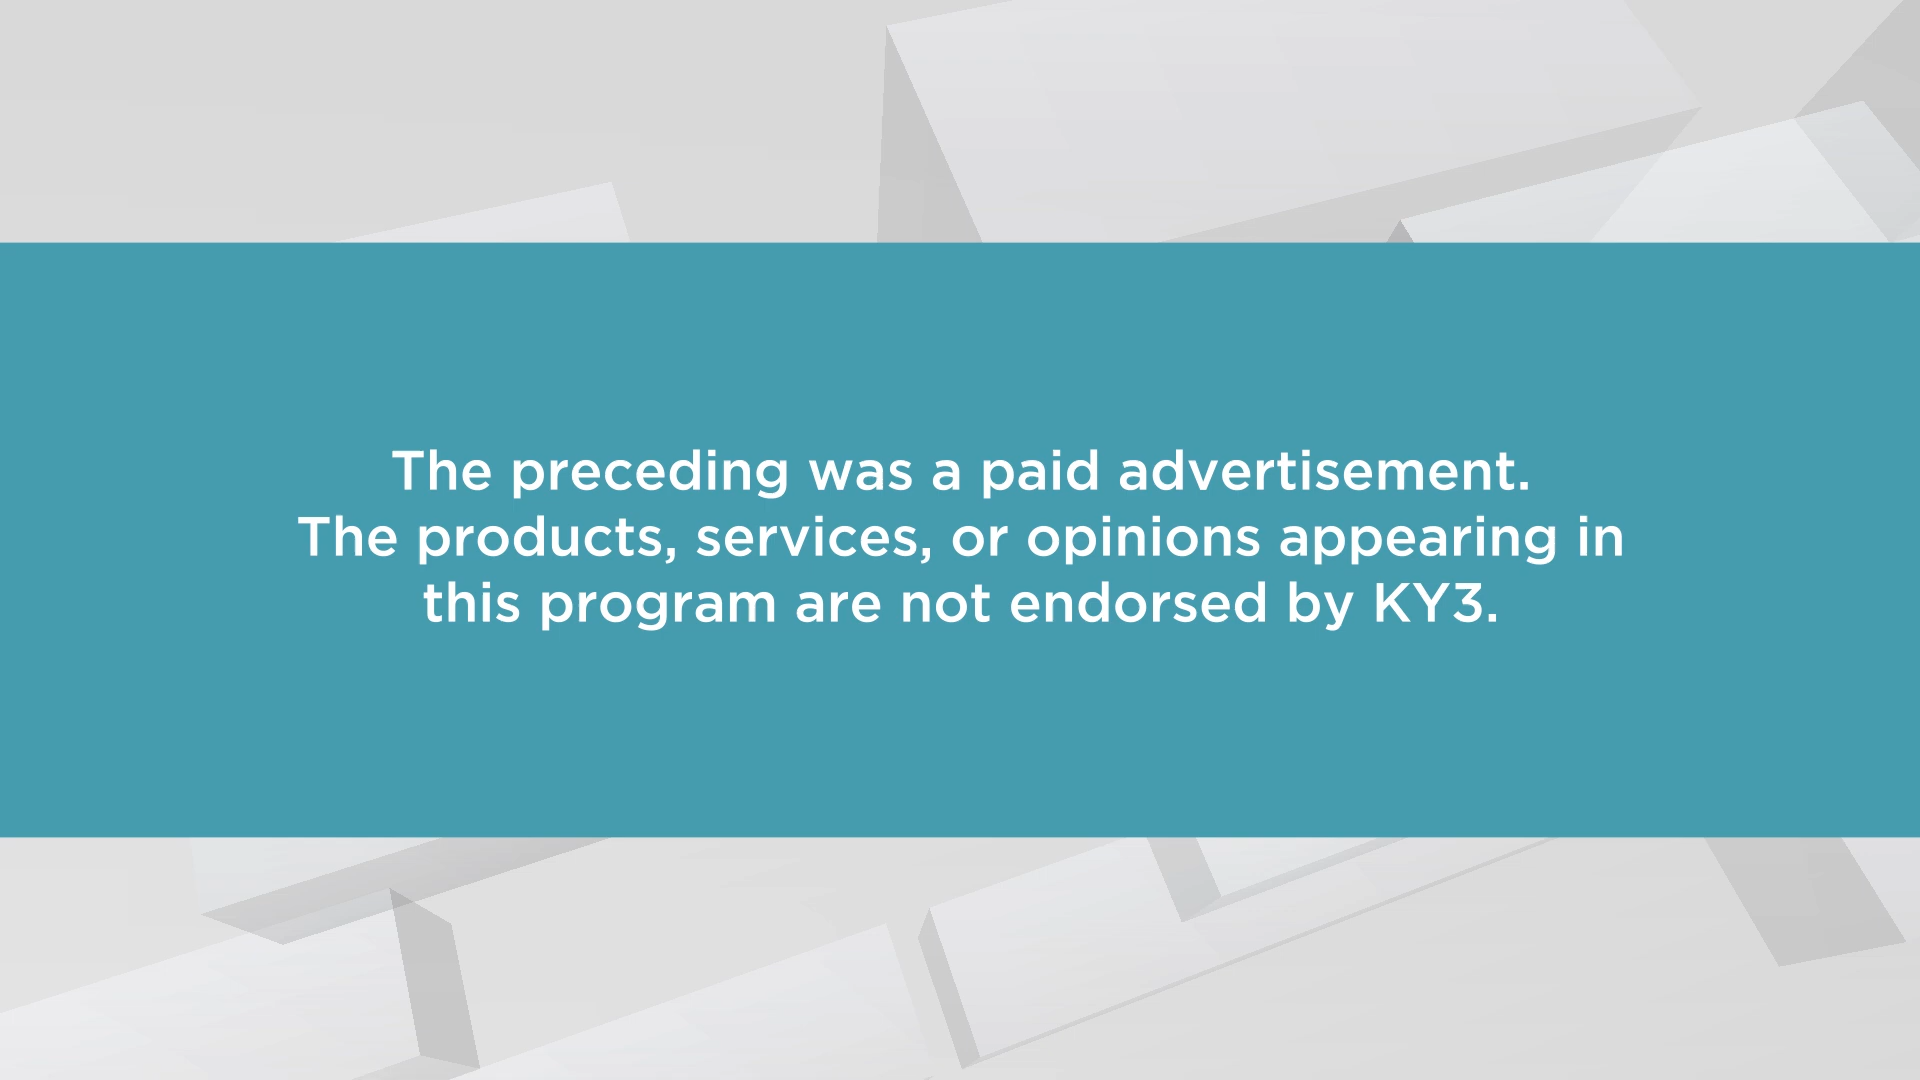 The preceding was a paid advertisement.
The products, services, or opinions appearing in
this program are not endorsed by KY3.